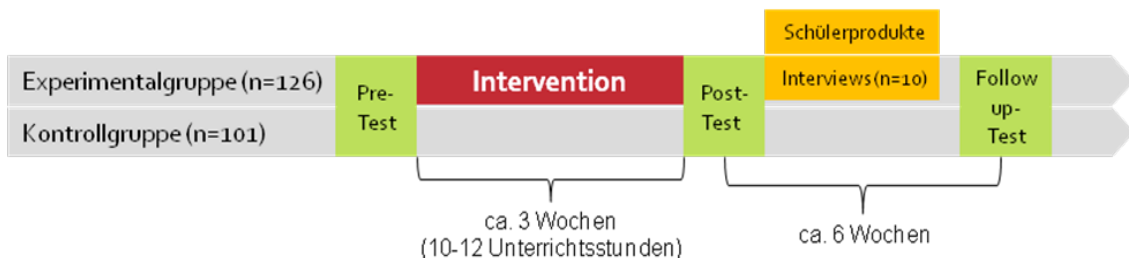 Schülerprodukte
Experimentalgruppe (n=126)
Pre-
Test
Intervention
Post-
Test
Interviews (n=10)
Follow
up-
Test
Kontrollgruppe (n=101)
ca. 3 Wochen
(10-12 Unterrichtsstunden)
ca. 6 Wochen